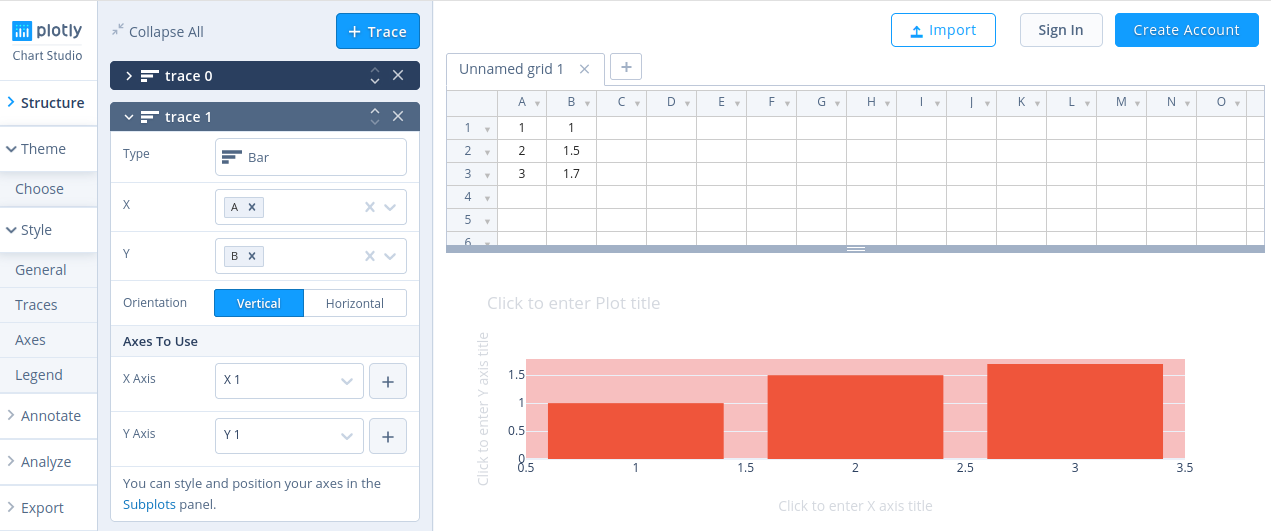 plotly
Chart Studio
Structure
Theme
Choose
Style
General
Traces
Axes
Legend
Annotate
Analyze
Export
Collapse All
+ Trace
trace 0
trace 1
Type
Bar
X
A
Y
B
Orientation
Vertical
Horizontal
Axes To Use
X Axis
X 1
Y Axis
Y 1
You can style and position your axes in the
Subplots panel.
Import
Sign In
Create Account
Unnamed grid 1
A B C D E F G H I J K L M N O
1 1 1
2 2 1.5
3 3 1.7
4
5
6
Click to enter Plot title
Click to enter Y axis title
1.5
1
0.5
0
0.5 1 1.5 2 2.5 3 3.5
Click to enter X axis title